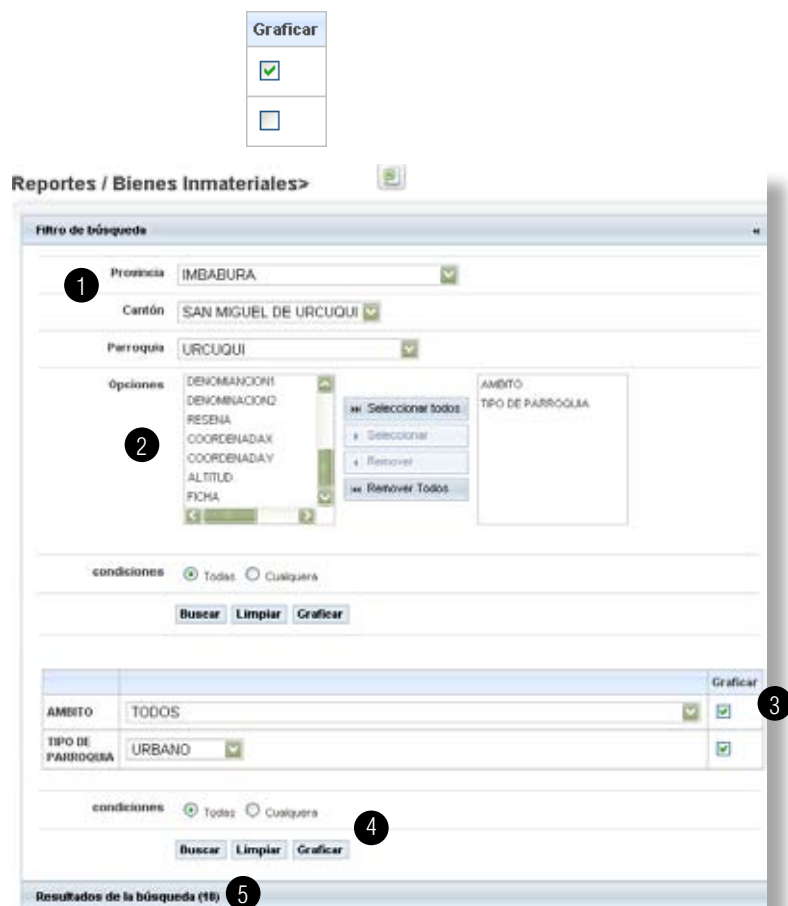 Graficar
Reportes / Bienes Inmateriales>
Filtro de búsqueda «
1 Provincia IMBABURA
Cantón SAN MIGUEL DE URCUQUI
Parroquia URCUQUI
Opciones
2
DENOMIANCION1
DENOMINACION2
RESENA
COORDENADAX
COORDENADAY
ALTITUD
FICHA
Seleccionar todos
Seleccionar
Remover
Remover Todos
AMBITO
TIPO DE PARROQUIA
condiciones Todas Cualquera
Buscar Limpiar Graficar
Graficar
3
AMBITO TODOS
TIPO DE PARROQUIA URBANO
condiciones Todas Cualquera
4
Buscar Limpiar Graficar
Resultados de la búsqueda (18) 5